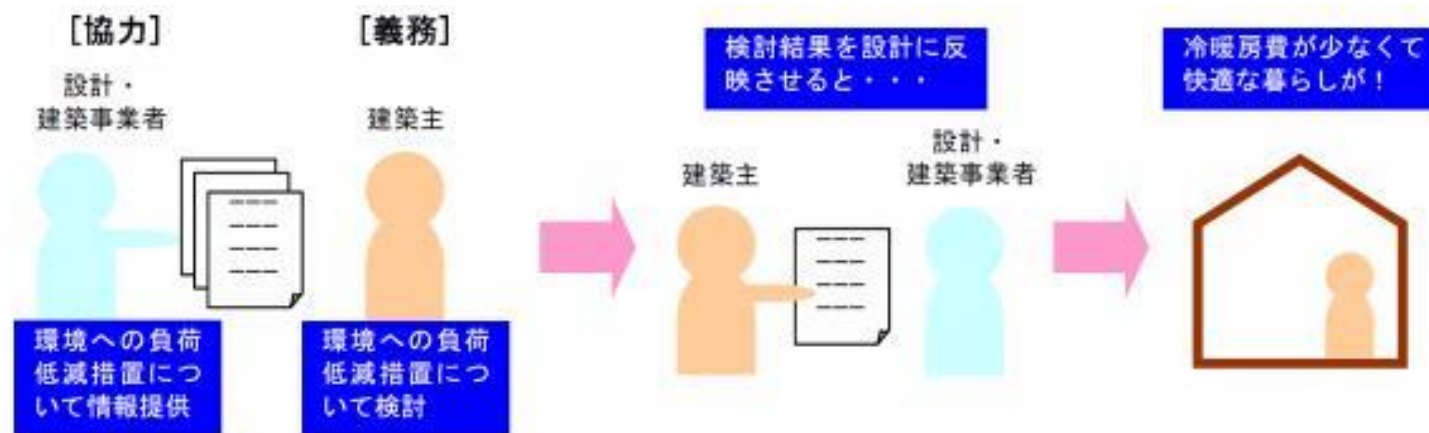 ［協力］
設計・
建築事業者
環境への負荷
低減措置につ
いて情報提供
［義務］
建築主
環境への負荷
低減措置につ
いて検討
検討結果を設計に反
映させると・・・
建築主
設計・
建築事業者
冷暖房費が少なくて
快適な暮らしが！